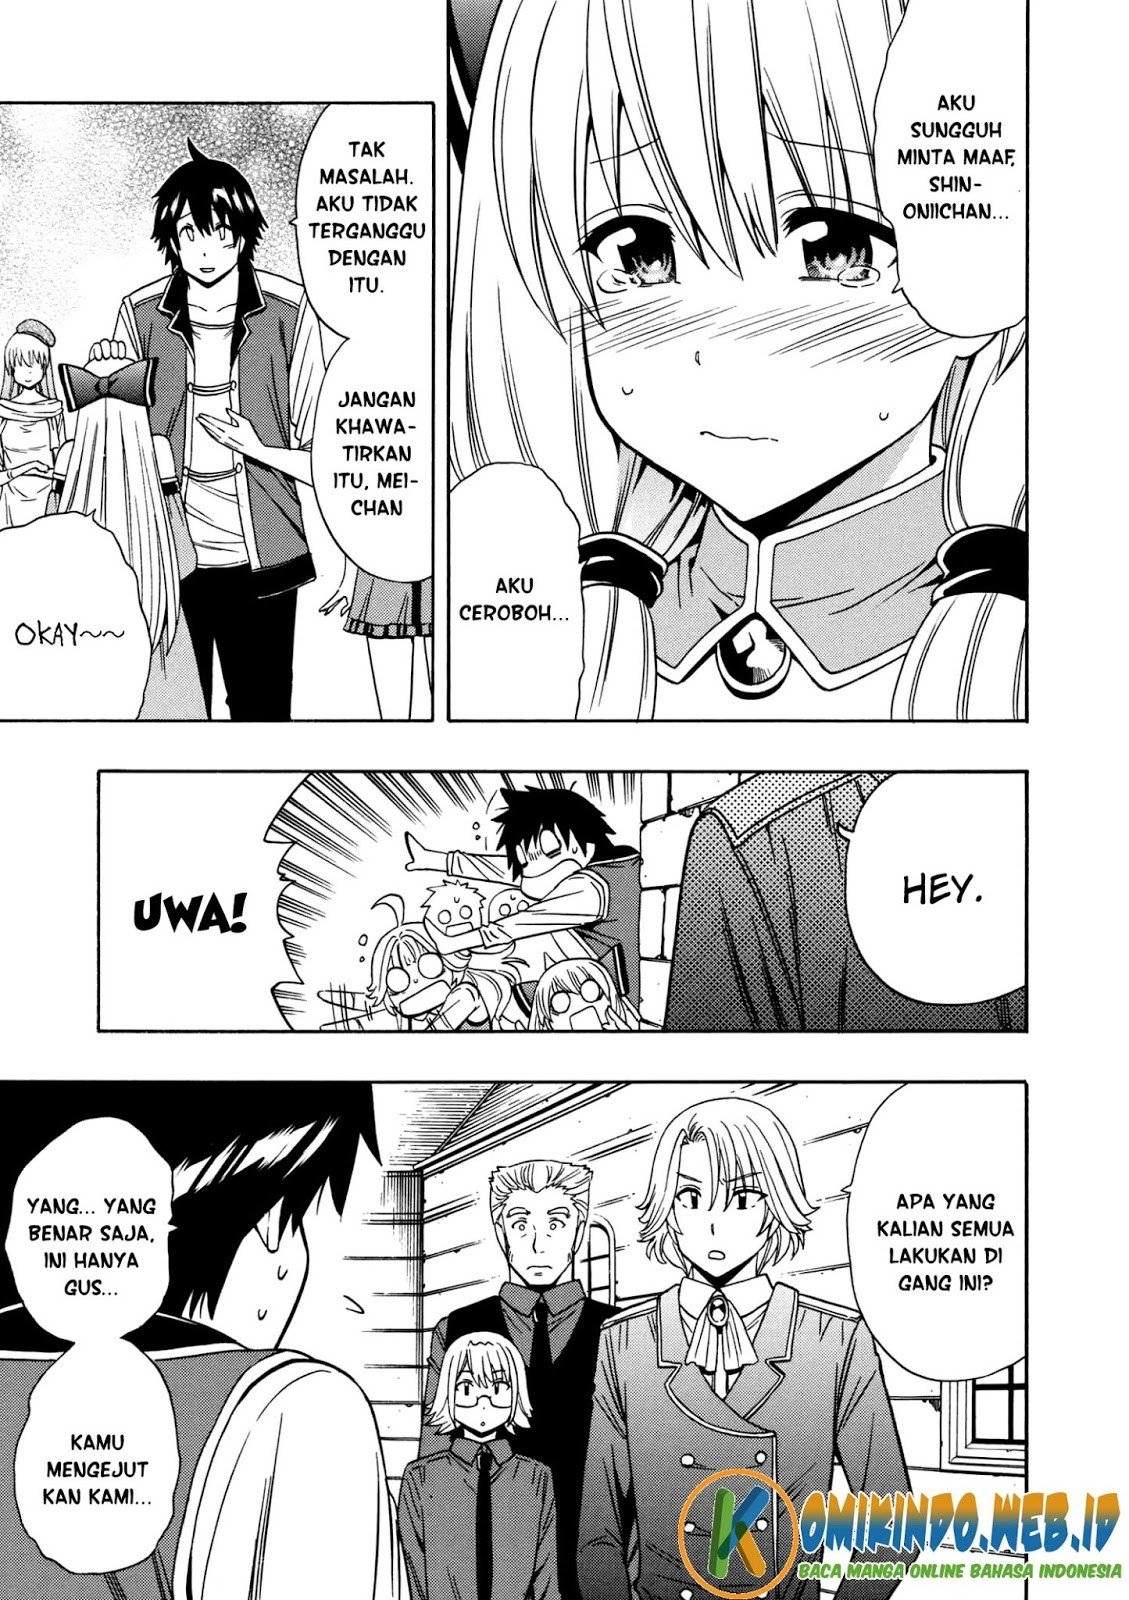 AKU
SUNGGUH
MINTA MAAF,
SHIN-
ONIICHAN...
AKU
CEROBOH...
TAK
MASALAH.
AKU TIDAK
TERGANGGU
DENGAN
ITU.
JANGAN
KHAWA-
TIRKAN
ITU, MEI-
CHAN
OKAY~~
HEY.
UWA!
APA YANG
KALIAN SEMUA
LAKUKAN DI
GANG INI?
YANG... YANG
BENAR SAJA,
INI HANYA
GUS...
KAMU
MENGEJUT
KAN KAMI...
KOMIKINDO.WEB.ID
BACA MANGA ONLINE BAHASA INDONESIA